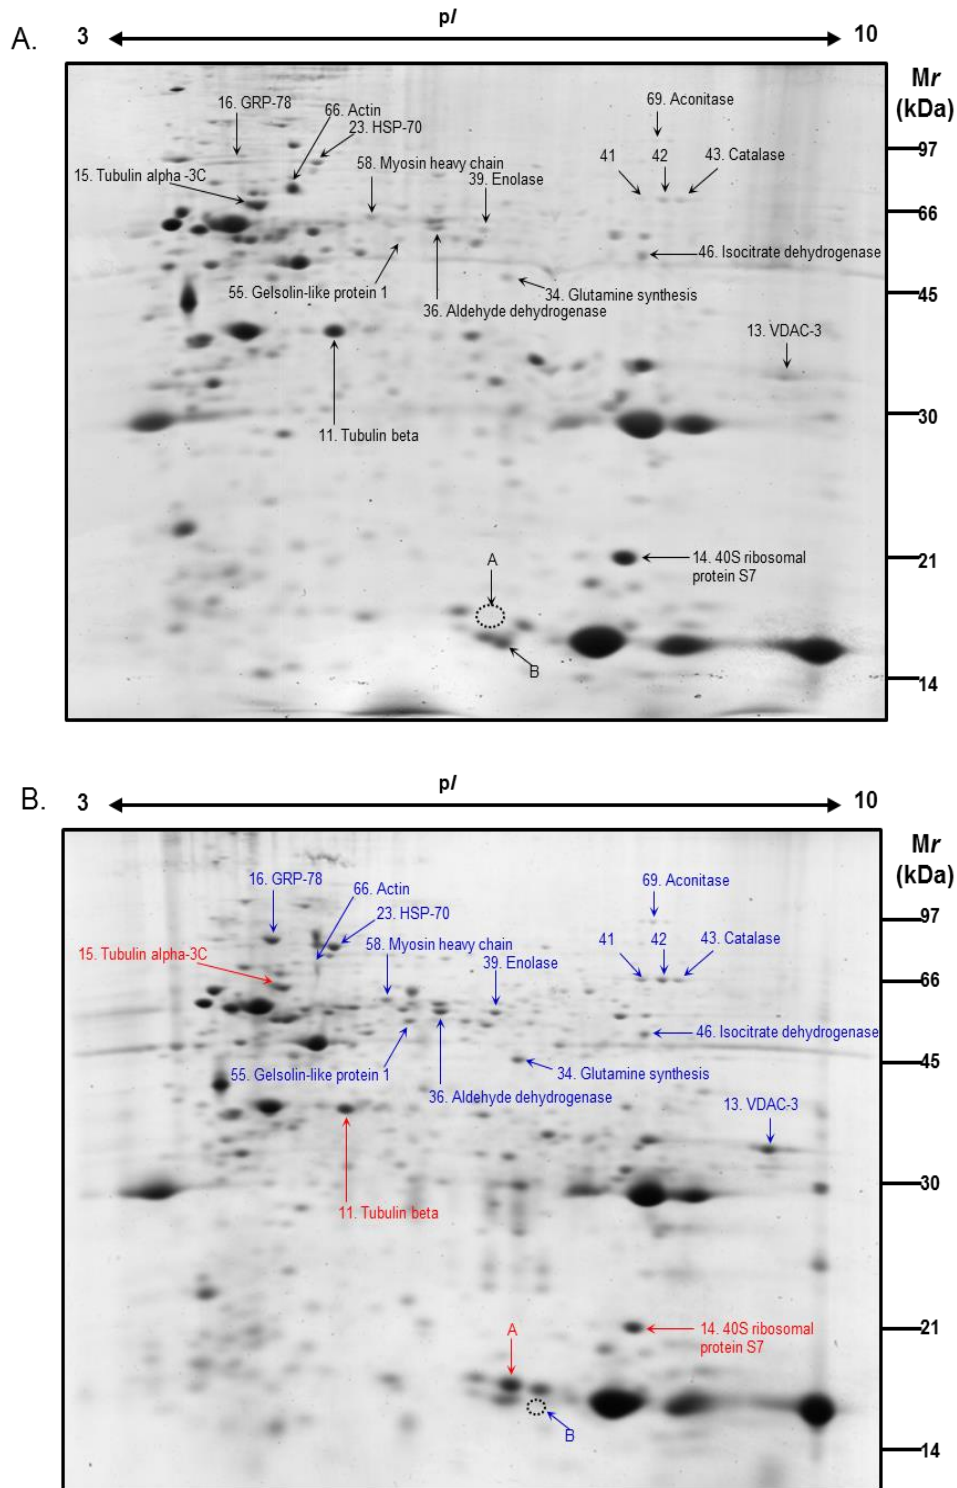 A.
pI
3
10
Mr
(kDa)
16. GRP-78
66. Actin
23. HSP-70
69. Aconitase
97
58. Myosin heavy chain
41
42
43. Catalase
15. Tubulin alpha -3C
39. Enolase
66
46. Isocitrate dehydrogenase
55. Gelsolin-like protein 1
34. Glutamine synthesis
45
36. Aldehyde dehydrogenase
13. VDAC-3
30
11. Tubulin beta
A
14. 40S ribosomal
protein S7
21
B
14
B.
pI
3
10
Mr
(kDa)
16. GRP-78
66. Actin
69. Aconitase
23. HSP-70
97
15. Tubulin alpha-3C
58. Myosin heavy chain
41
42
43. Catalase
39. Enolase
66
46. Isocitrate dehydrogenase
55. Gelsolin-like protein 1
34. Glutamine synthesis
45
36. Aldehyde dehydrogenase
13. VDAC-3
30
11. Tubulin beta
A
14. 40S ribosomal
protein S7
21
B
14